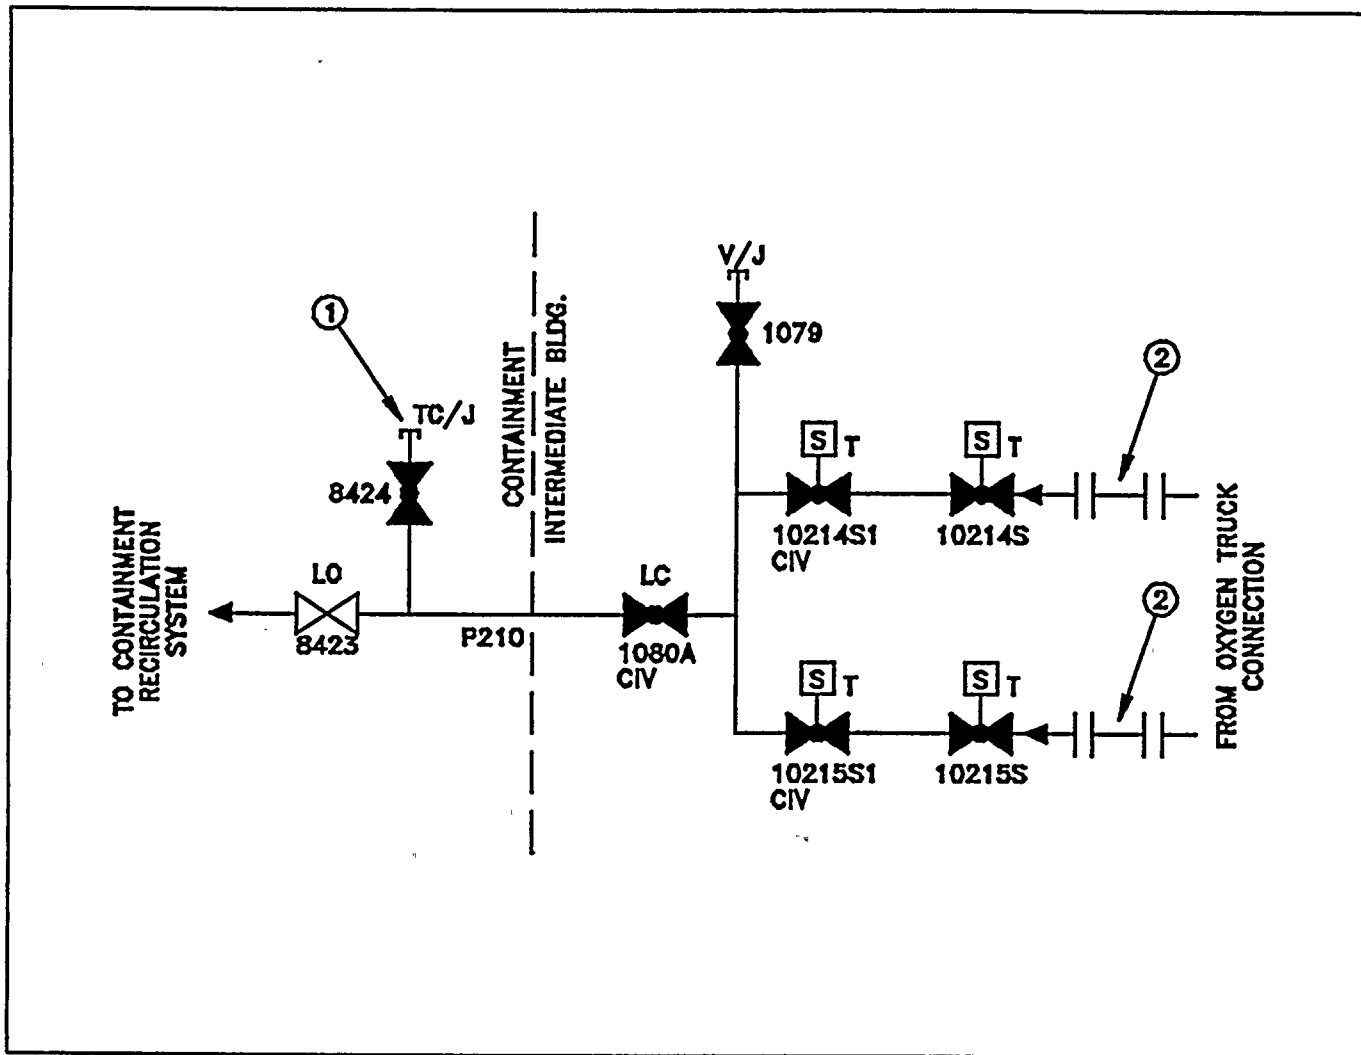 V/J
1079
1
TC/J
8424
CONTAINMENT
INTERMEDIATE BLDG.
2
S T
S T
10214S1
CIV
10214S
TO CONTAINMENT
RECIRCULATION
SYSTEM
LO
8423
P210
LC
1080A
CIV
FROM OXYGEN TRUCK
CONNECTION
2
S T
S T
10215S1
CIV
10215S